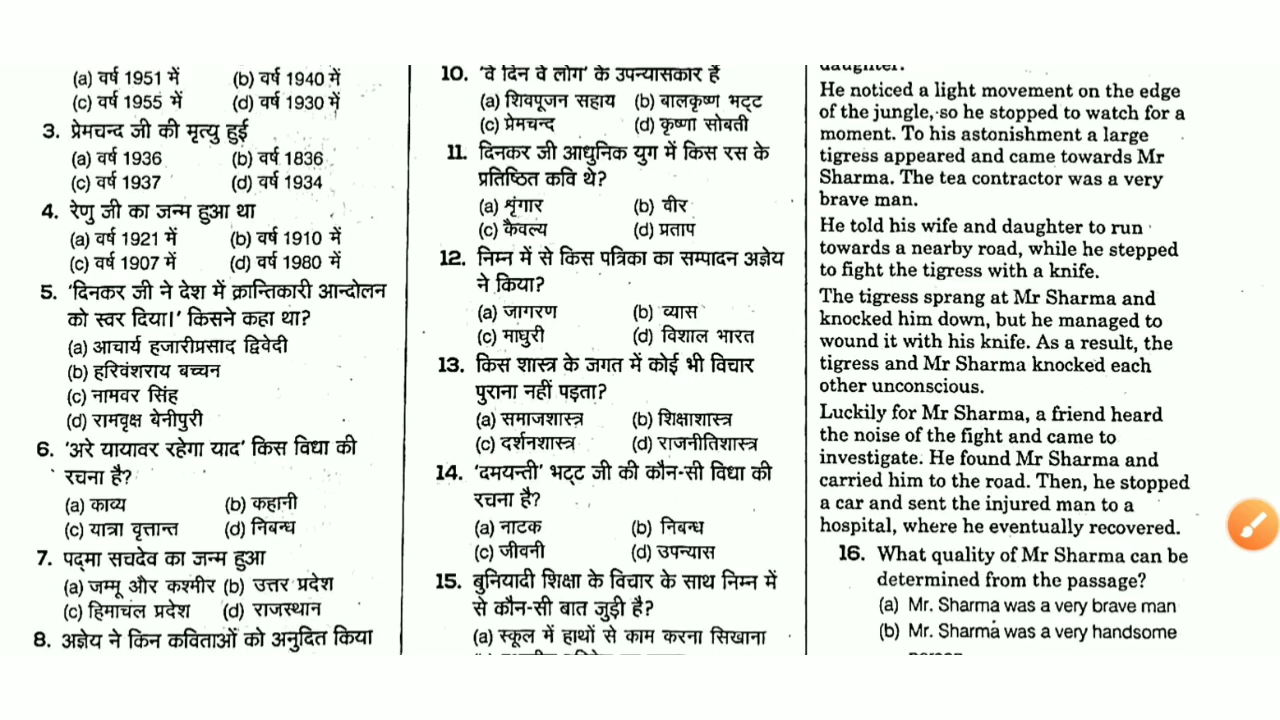 (a) वर्ष 1951 में (b) वर्ष 1940 में
(c) वर्ष 1955 में (d) वर्ष 1930 में
3. प्रेमचन्द जी की मृत्यु हुई
(a) वर्ष 1936 (b) वर्ष 1836
(c) वर्ष 1937 (d) वर्ष 1934
4. रेणु जी का जन्म हुआ था
(a) वर्ष 1921 में (b) वर्ष 1910 में
(c) वर्ष 1907 में (d) वर्ष 1980 में
5. 'दिनकर जी ने देश में क्रान्तिकारी आन्दोलन
को स्वर दिया।' किसने कहा था?
(a) आचार्य हजारीप्रसाद द्विवेदी
(b) हरिवंशराय बच्चन
(c) नामवर सिंह
(d) रामवृक्ष बेनीपुरी
6. 'अरे यायावर रहेगा याद' किस विधा की
रचना है?
(a) काव्य (b) कहानी
(c) यात्रा वृत्तान्त (d) निबन्ध
7. पद्‌मा सचदेव का जन्म हुआ
(a) जम्मू और कश्मीर (b) उत्तर प्रदेश
(c) हिमाचल प्रदेश (d) राजस्थान
8. अज्ञेय ने किन कविताओं को अनुदित किया
10. 'वे दिन वे लोग' के उपन्यासकार हैं
(a) शिवपूजन सहाय (b) बालकृष्ण भट्‌ट
(c) प्रेमचन्द (d) कृष्णा सोबती
11. दिनकर जी आधुनिक युग में किस रस के
प्रतिष्ठित कवि थे?
(a) शृंगार (b) वीर
(c) कैवल्य (d) प्रताप
12. निम्न में से किस पत्रिका का सम्पादन अज्ञेय
ने किया?
(a) जागरण (b) व्यास
(c) माधुरी (d) विशाल भारत
13. किस शास्त्र के जगत में कोई भी विचार
पुराना नहीं पड़ता?
(a) समाजशास्त्र (b) शिक्षाशास्त्र
(c) दर्शनशास्त्र (d) राजनीतिशास्त्र
14. 'दमयन्ती' भट्‌ट जी की कौन-सी विधा की
रचना है?
(a) नाटक (b) निबन्ध
(c) जीवनी (d) उपन्यास
15. बुनियादी शिक्षा के विचार के साथ निम्न में
से कौन-सी बात जुड़ी है?
(a) स्कूल में हाथों से काम करना सिखाना
daughter.
He noticed a light movement on the edge
of the jungle, so he stopped to watch for a
moment. To his astonishment a large
tigress appeared and came towards Mr
Sharma. The tea contractor was a very
brave man.
He told his wife and daughter to run
towards a nearby road, while he stepped
to fight the tigress with a knife.
The tigress sprang at Mr Sharma and
knocked him down, but he managed to
wound it with his knife. As a result, the
tigress and Mr Sharma knocked each
other unconscious.
Luckily for Mr Sharma, a friend heard
the noise of the fight and came to
investigate. He found Mr Sharma and
carried him to the road. Then, he stopped
a car and sent the injured man to a
hospital, where he eventually recovered.
16. What quality of Mr Sharma can be
determined from the passage?
(a) Mr. Sharma was a very brave man
(b) Mr. Sharma was a very handsome
person